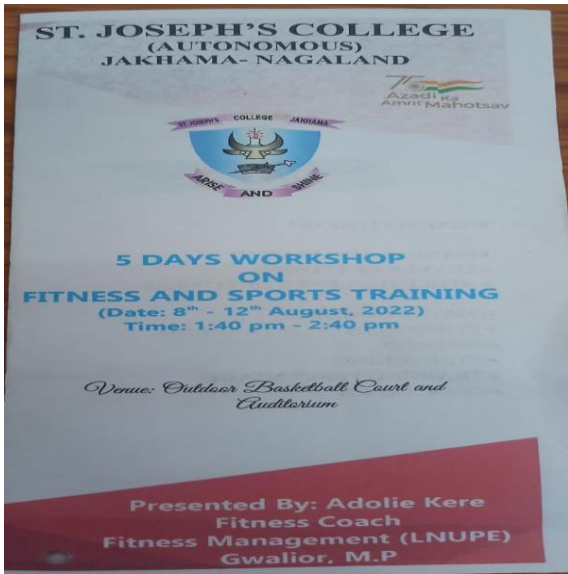 ST. JOSEPH'S COLLEGE
(AUTONOMOUS)
JAKHAMA- NAGALAND
75
Azadi Ka
Amrit Mahotsav
ST. JOSEPH'S COLLEGE JAKHAMA
ARISE AND SHINE
5 DAYS WORKSHOP
ON
FITNESS AND SPORTS TRAINING
(Date: 8th - 12th August, 2022)
Time: 1:40 pm - 2:40 pm
Venue: Outdoor Basketball Court and
Auditorium
Presented By: Adolie Kere
Fitness Coach
Fitness Management (LNUPE)
Gwalior, M.P